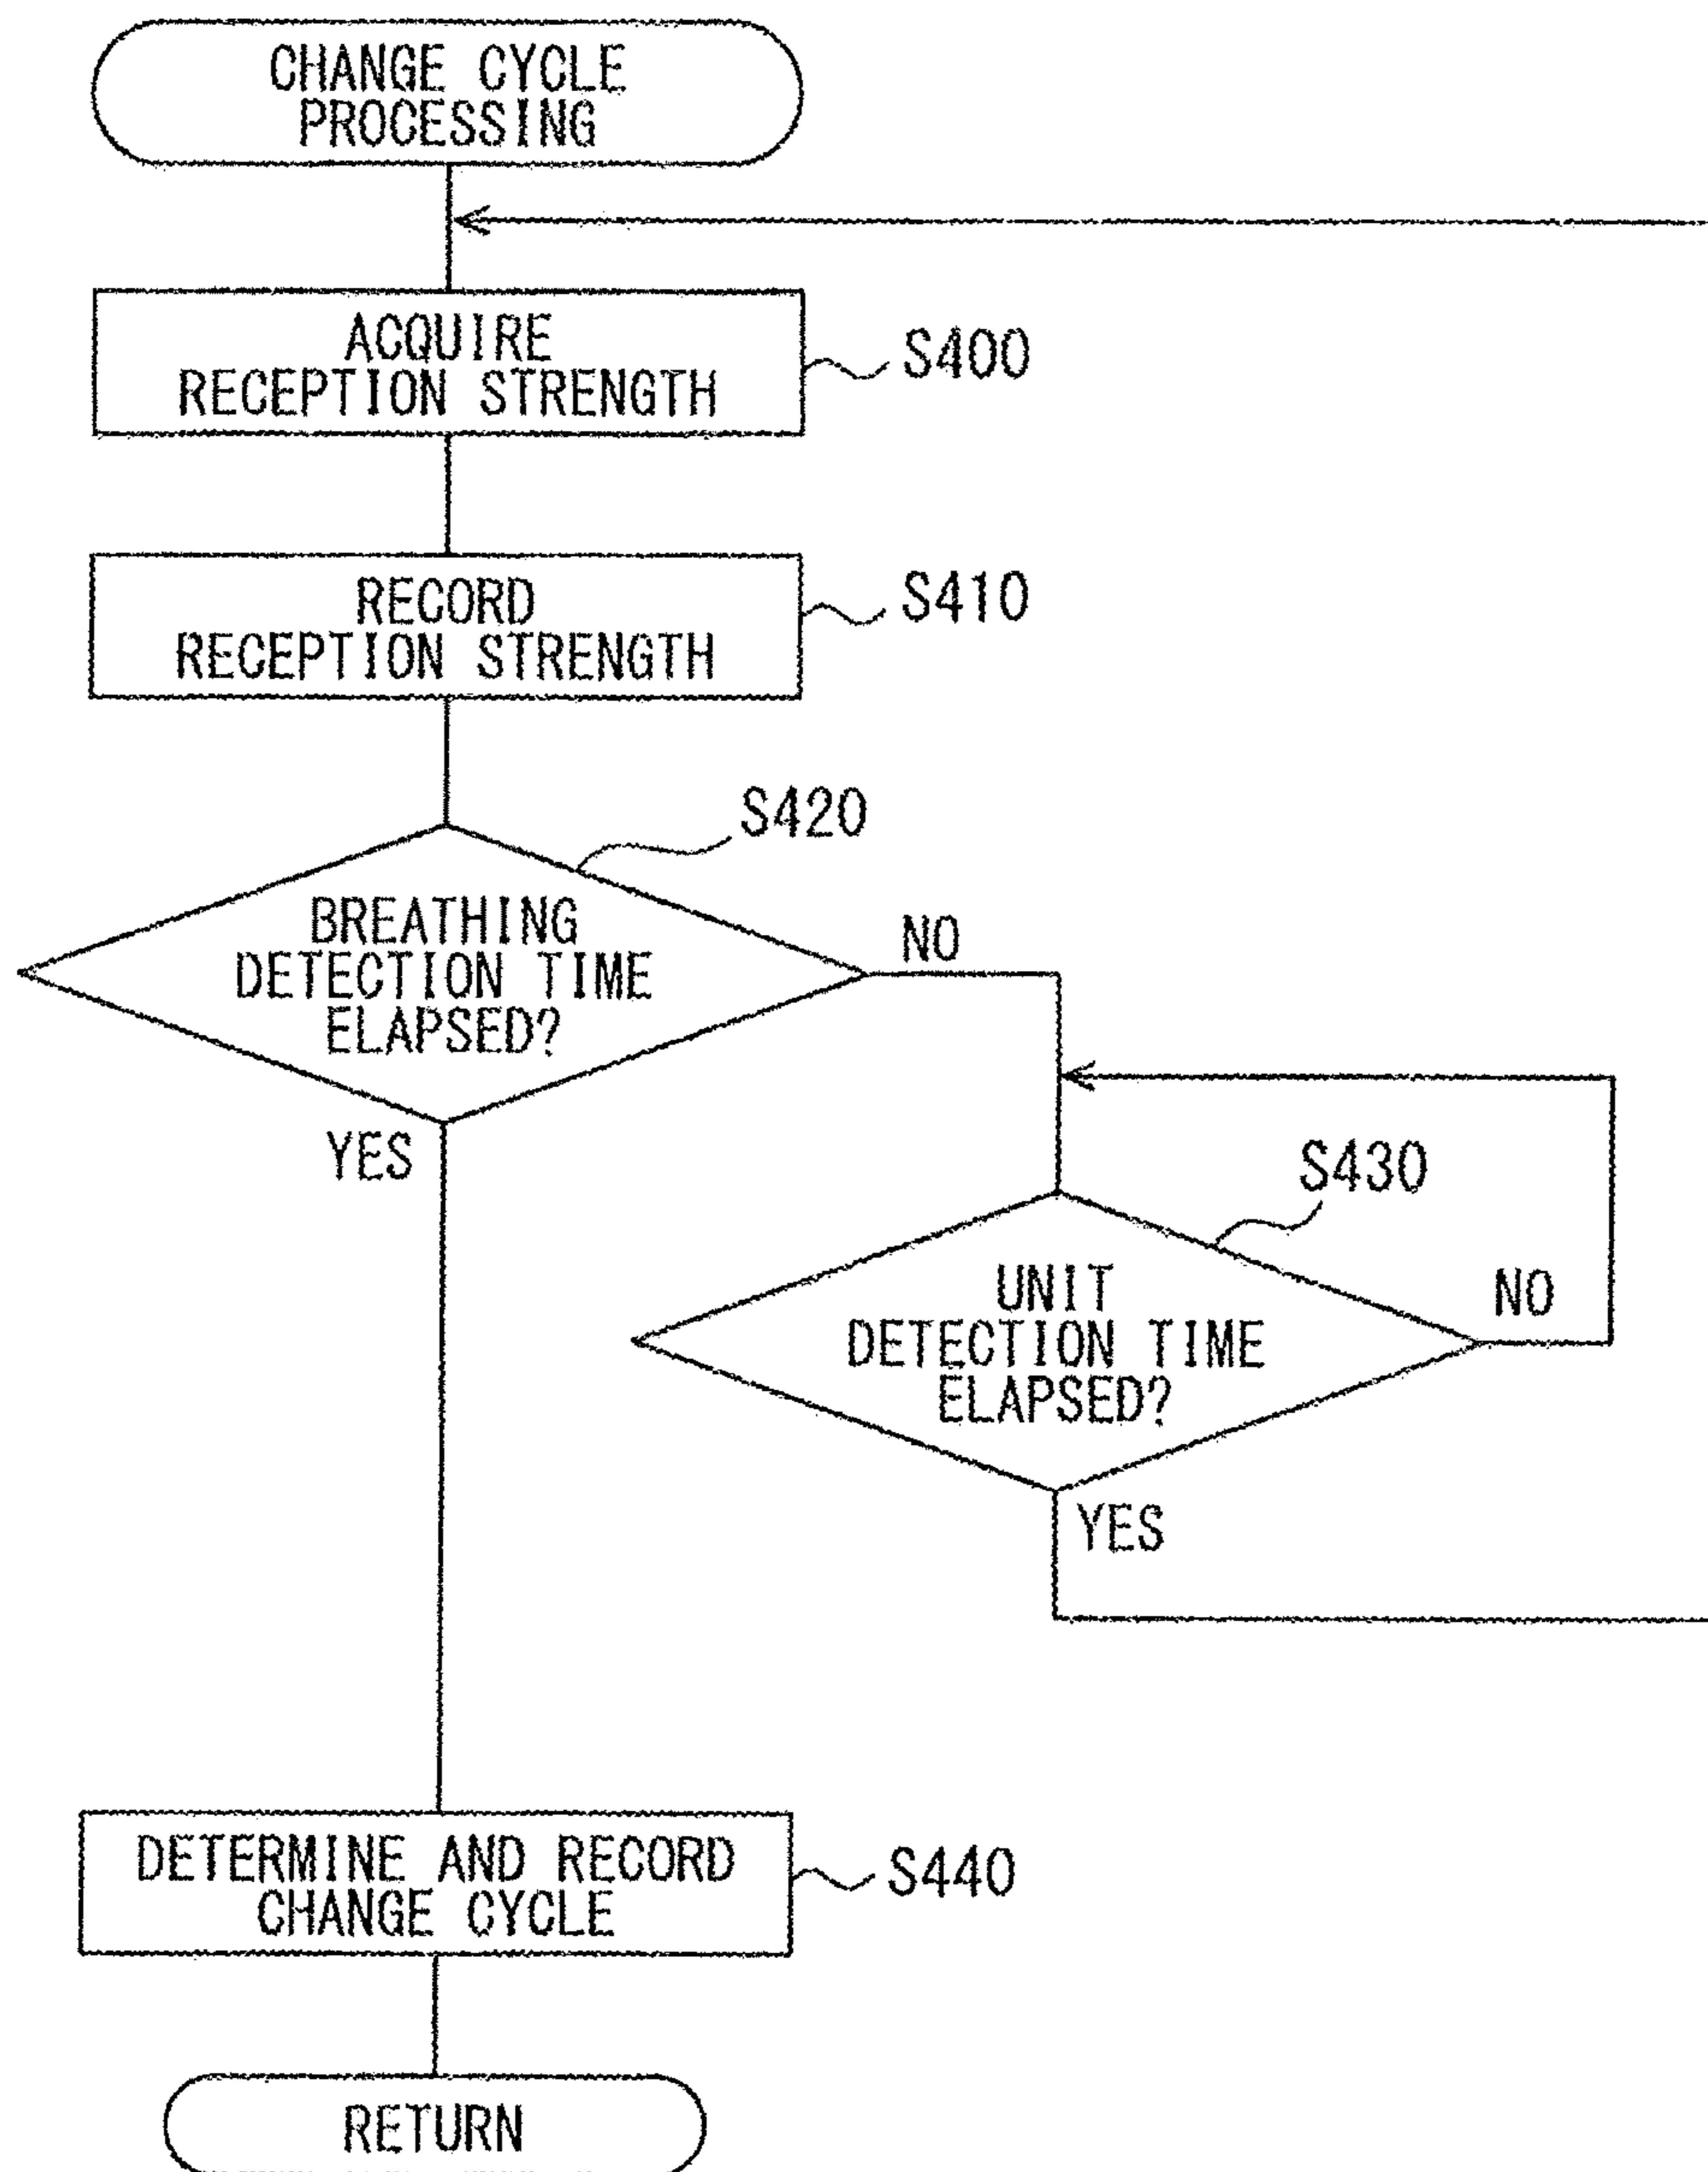 CHANGE CYCLE
PROCESSING
ACQUIRE
RECEPTION STRENGTH
S400
RECORD
RECEPTION STRENGTH
S410
S420
BREATHING
DETECTION TIME
ELAPSED?
NO
YES
S430
UNIT
DETECTION TIME
ELAPSED?
NO
YES
DETERMINE AND RECORD
CHANGE CYCLE
S440
RETURN